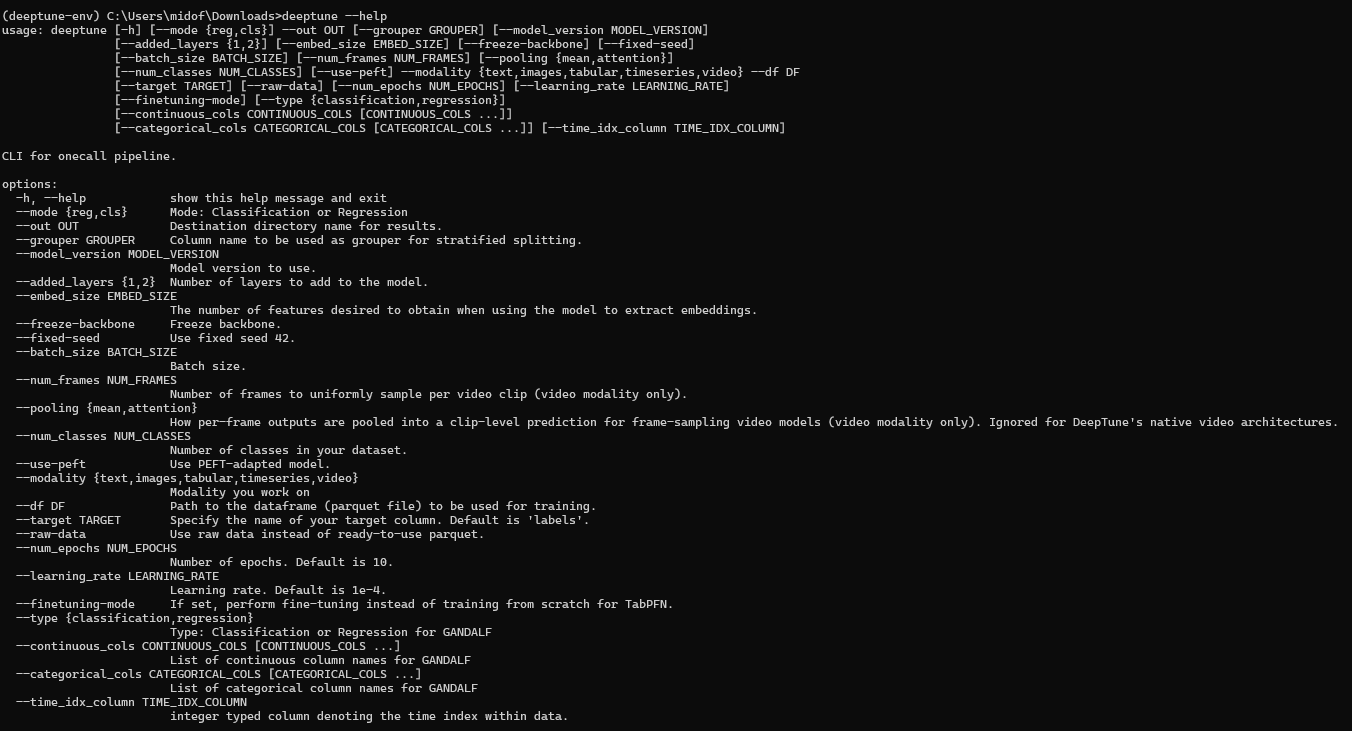 (deeptune-env) C:\Users\midof\Downloads>deeptune --help
usage: deeptune [-h] [--mode {reg,cls}] --out OUT [--grouper GROUPER] [--model_version MODEL_VERSION]
                [--added_layers {1,2}] [--embed_size EMBED_SIZE] [--freeze-backbone] [--fixed-seed]
                [--batch_size BATCH_SIZE] [--num_frames NUM_FRAMES] [--pooling {mean,attention}]
                [--num_classes NUM_CLASSES] [--use-peft] --modality {text,images,tabular,timeseries,video} --df DF
                [--target TARGET] [--raw-data] [--num_epochs NUM_EPOCHS] [--learning_rate LEARNING_RATE]
                [--finetuning-mode] [--type {classification,regression}]
                [--continuous_cols CONTINUOUS_COLS [CONTINUOUS_COLS ...]]
                [--categorical_cols CATEGORICAL_COLS [CATEGORICAL_COLS ...]] [--time_idx_column TIME_IDX_COLUMN]

CLI for onecall pipeline.

options:
  -h, --help            show this help message and exit
  --mode {reg,cls}      Mode: Classification or Regression
  --out OUT             Destination directory name for results.
  --grouper GROUPER     Column name to be used as grouper for stratified splitting.
  --model_version MODEL_VERSION
                        Model version to use.
  --added_layers {1,2}  Number of layers to add to the model.
  --embed_size EMBED_SIZE
                        The number of features desired to obtain when using the model to extract embeddings.
  --freeze-backbone     Freeze backbone.
  --fixed-seed          Use fixed seed 42.
  --batch_size BATCH_SIZE
                        Batch size.
  --num_frames NUM_FRAMES
                        Number of frames to uniformly sample per video clip (video modality only).
  --pooling {mean,attention}
                        How per-frame outputs are pooled into a clip-level prediction for frame-sampling video models (video modality only). Ignored for DeepTune's native video architectures.
  --num_classes NUM_CLASSES
                        Number of classes in your dataset.
  --use-peft            Use PEFT-adapted model.
  --modality {text,images,tabular,timeseries,video}
                        Modality you work on
  --df DF               Path to the dataframe (parquet file) to be used for training.
  --target TARGET       Specify the name of your target column. Default is 'labels'.
  --raw-data            Use raw data instead of ready-to-use parquet.
  --num_epochs NUM_EPOCHS
                        Number of epochs. Default is 10.
  --learning_rate LEARNING_RATE
                        Learning rate. Default is 1e-4.
  --finetuning-mode     If set, perform fine-tuning instead of training from scratch for TabPFN.
  --type {classification,regression}
                        Type: Classification or Regression for GANDALF
  --continuous_cols CONTINUOUS_COLS [CONTINUOUS_COLS ...]
                        List of continuous column names for GANDALF
  --categorical_cols CATEGORICAL_COLS [CATEGORICAL_COLS ...]
                        List of categorical column names for GANDALF
  --time_idx_column TIME_IDX_COLUMN
                        integer typed column denoting the time index within data.